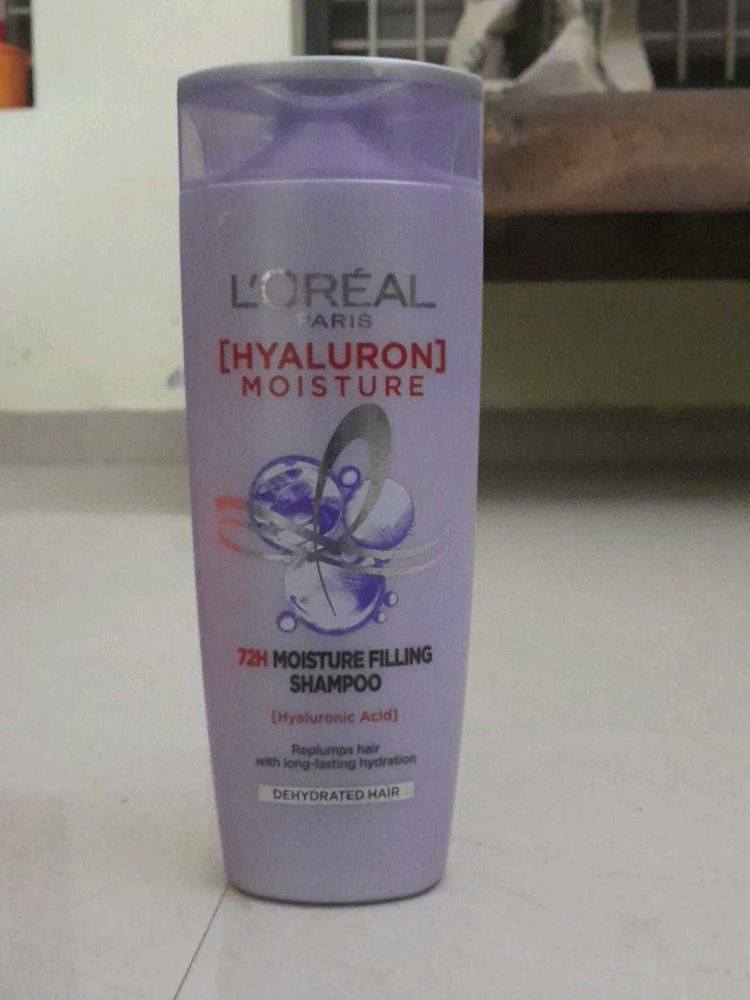 L'ORÉAL
PARIS
[HYALURON]
MOISTURE
72H MOISTURE FILLING
SHAMPOO
[Hyaluronic Acid]
Replumps hair
with long-lasting hydration
DEHYDRATED HAIR